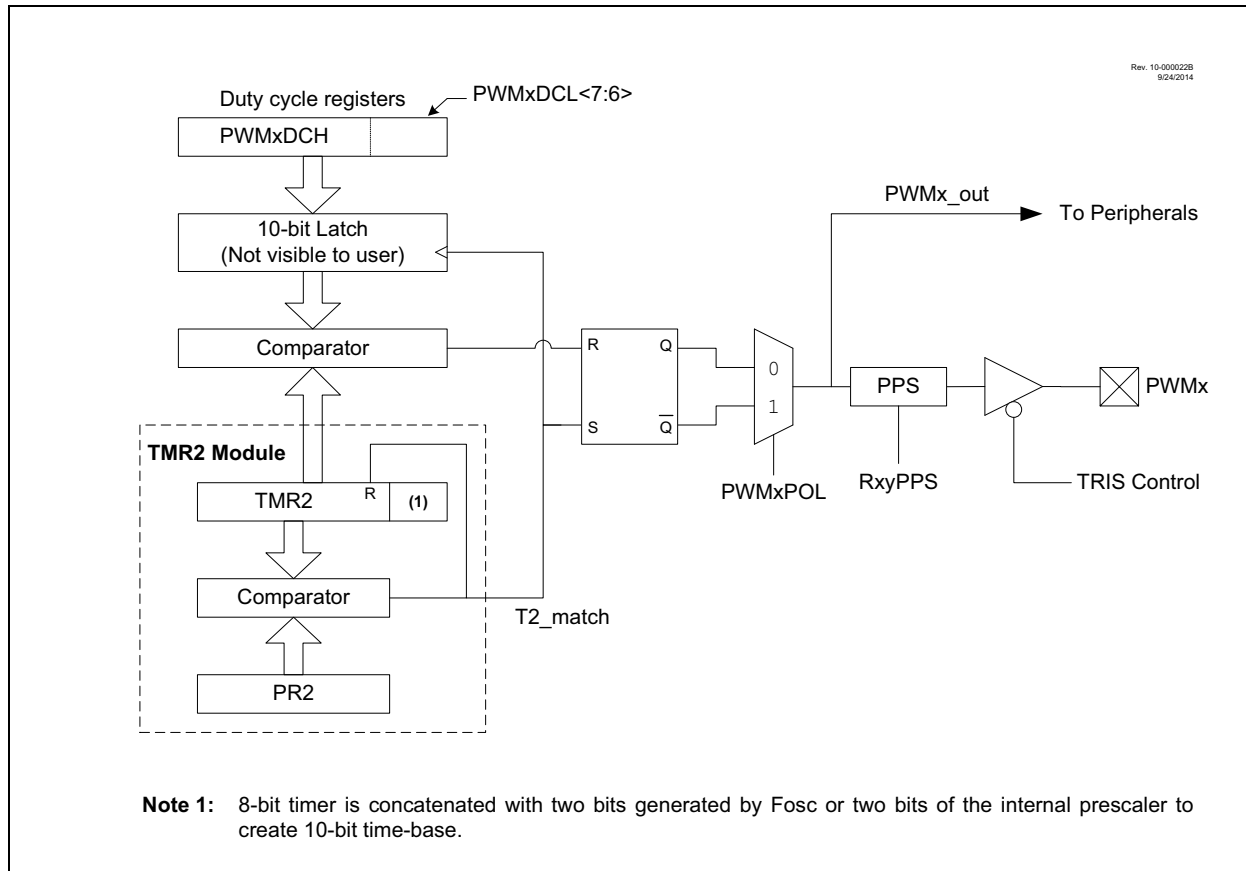 Rev. 10-000022B
9/24/2014
Duty cycle registers
PWMxDCL<7:6>
PWMxDCH
10-bit Latch
(Not visible to user)
Comparator
PWMx_out
To Peripherals
R
Q
S
Q
0
1
PWMxPOL
PPS
RxyPPS
PWMx
TRIS Control
TMR2 Module
R
TMR2
(1)
Comparator
T2_match
PR2
Note 1: 8-bit timer is concatenated with two bits generated by Fosc or two bits of the internal prescaler to
create 10-bit time-base.